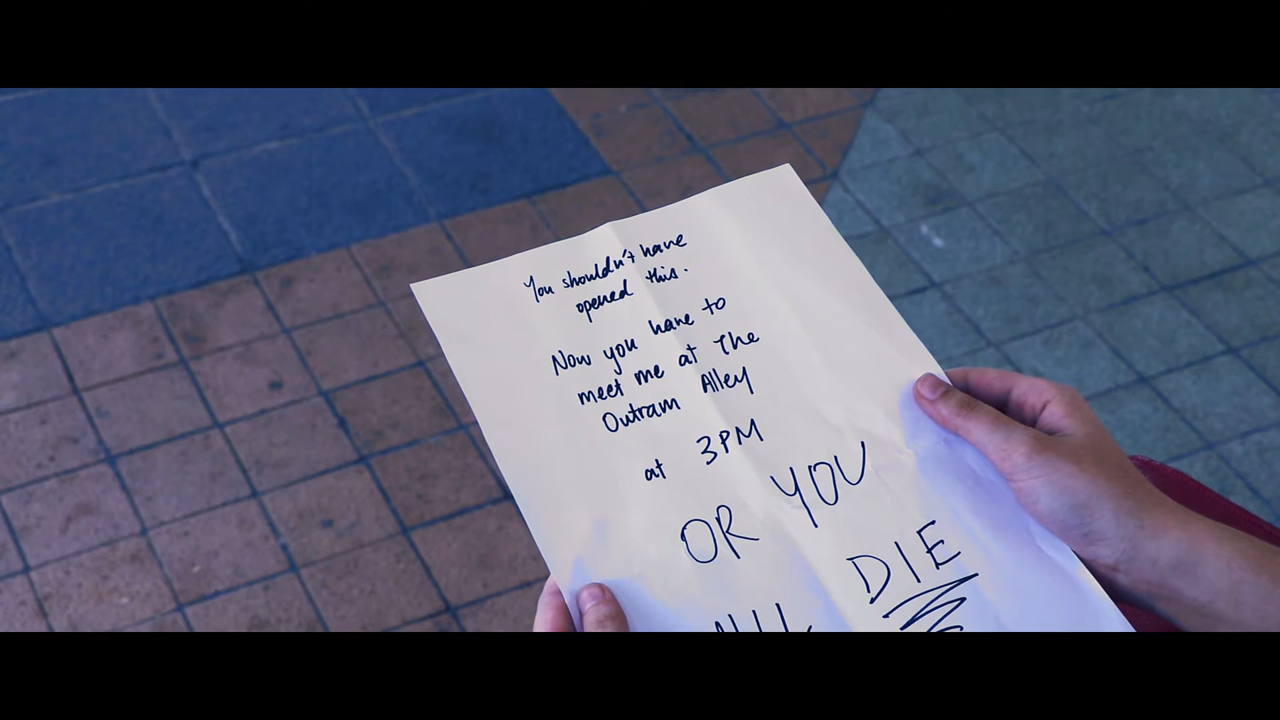 You shouldn't have
opened this.
Now you have to
meet me at The
Outram Alley
at 3PM
OR YOU
WILL DIE